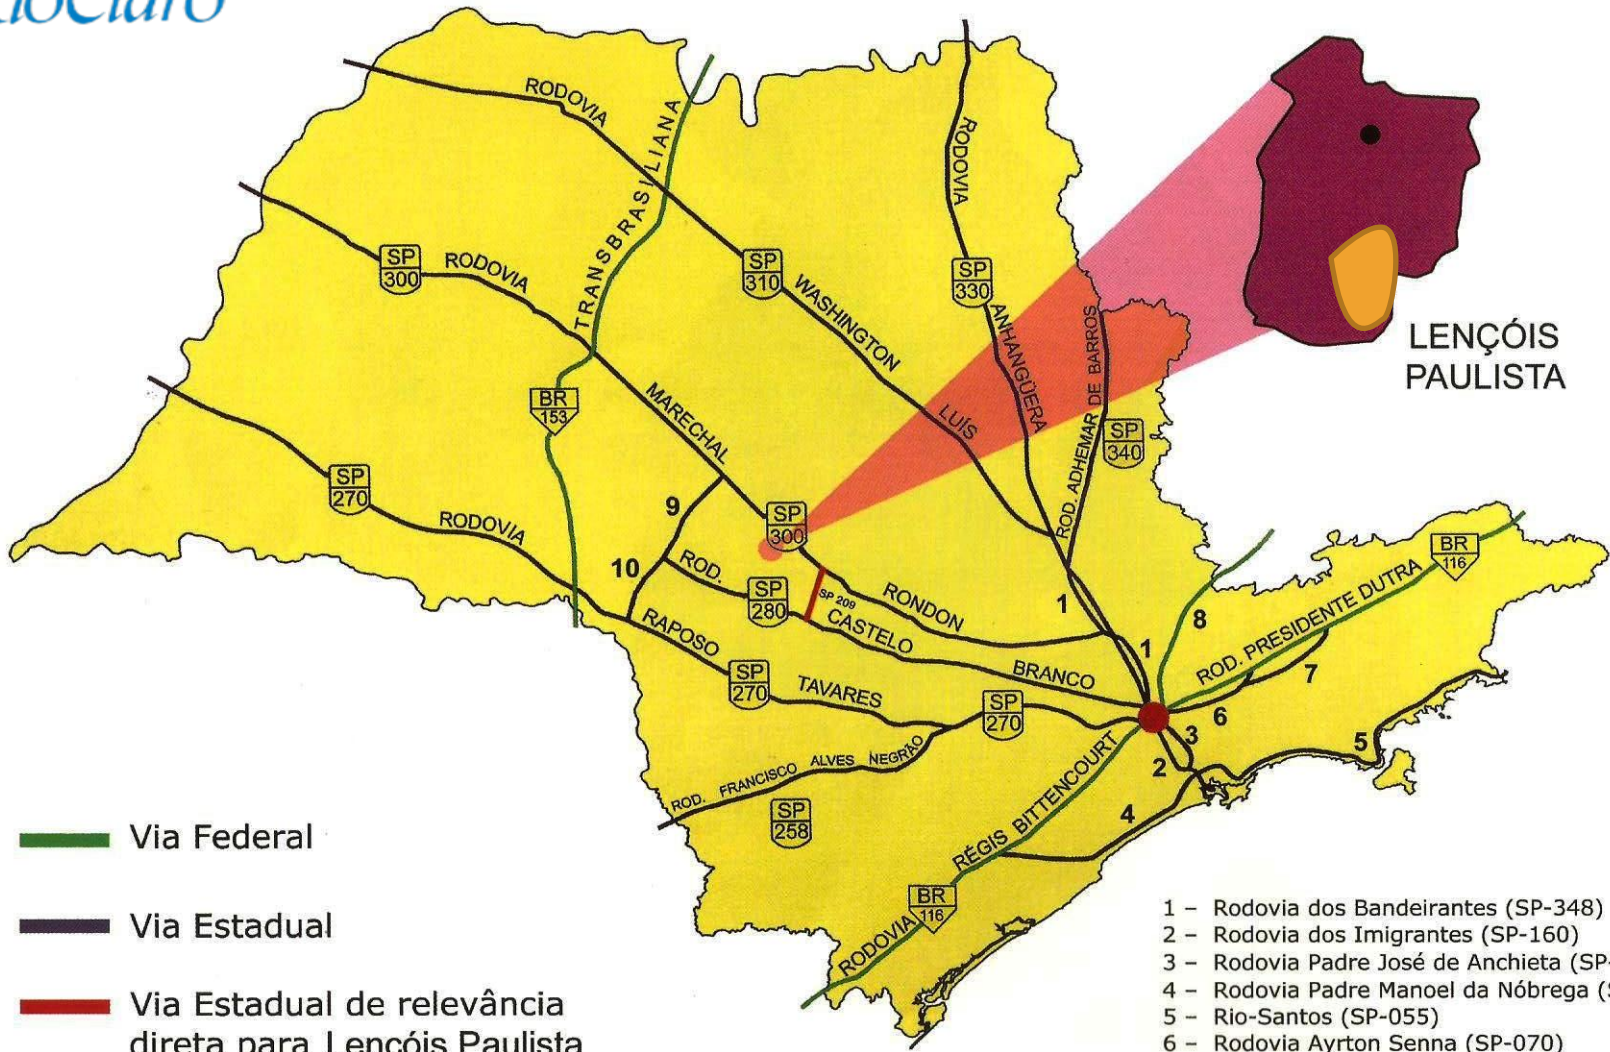 RODOVIA
TRANSBRASILIANA
RODOVIA
SP
300
RODOVIA
SP
310
WASHINGTON
SP
330
ANHANGÜERA
ROD. ADHEMAR DE BARROS
LENÇÓIS
PAULISTA
BR
153
MARECHAL
LUÍS
SP
340
SP
270
RODOVIA
9
SP
300
10
ROD.
SP
280
SP 209
CASTELO
RONDON
1
8
BR
116
ROD. PRESIDENTE DUTRA
RAPOSO
SP
270
TAVARES
BRANCO
1
7
SP
270
6
3
2
5
ROD. FRANCISCO ALVES NEGRÃO
SP
258
4
RÉGIS BITTENCOURT
BR
116
RODOVIA
Via Federal
Via Estadual
Via Estadual de relevância
direta para Lençóis Paulista
1 – Rodovia dos Bandeirantes (SP-348)
2 – Rodovia dos Imigrantes (SP-160)
3 – Rodovia Padre José de Anchieta (SP-
4 – Rodovia Padre Manoel da Nóbrega (S
5 – Rio-Santos (SP-055)
6 – Rodovia Ayrton Senna (SP-070)